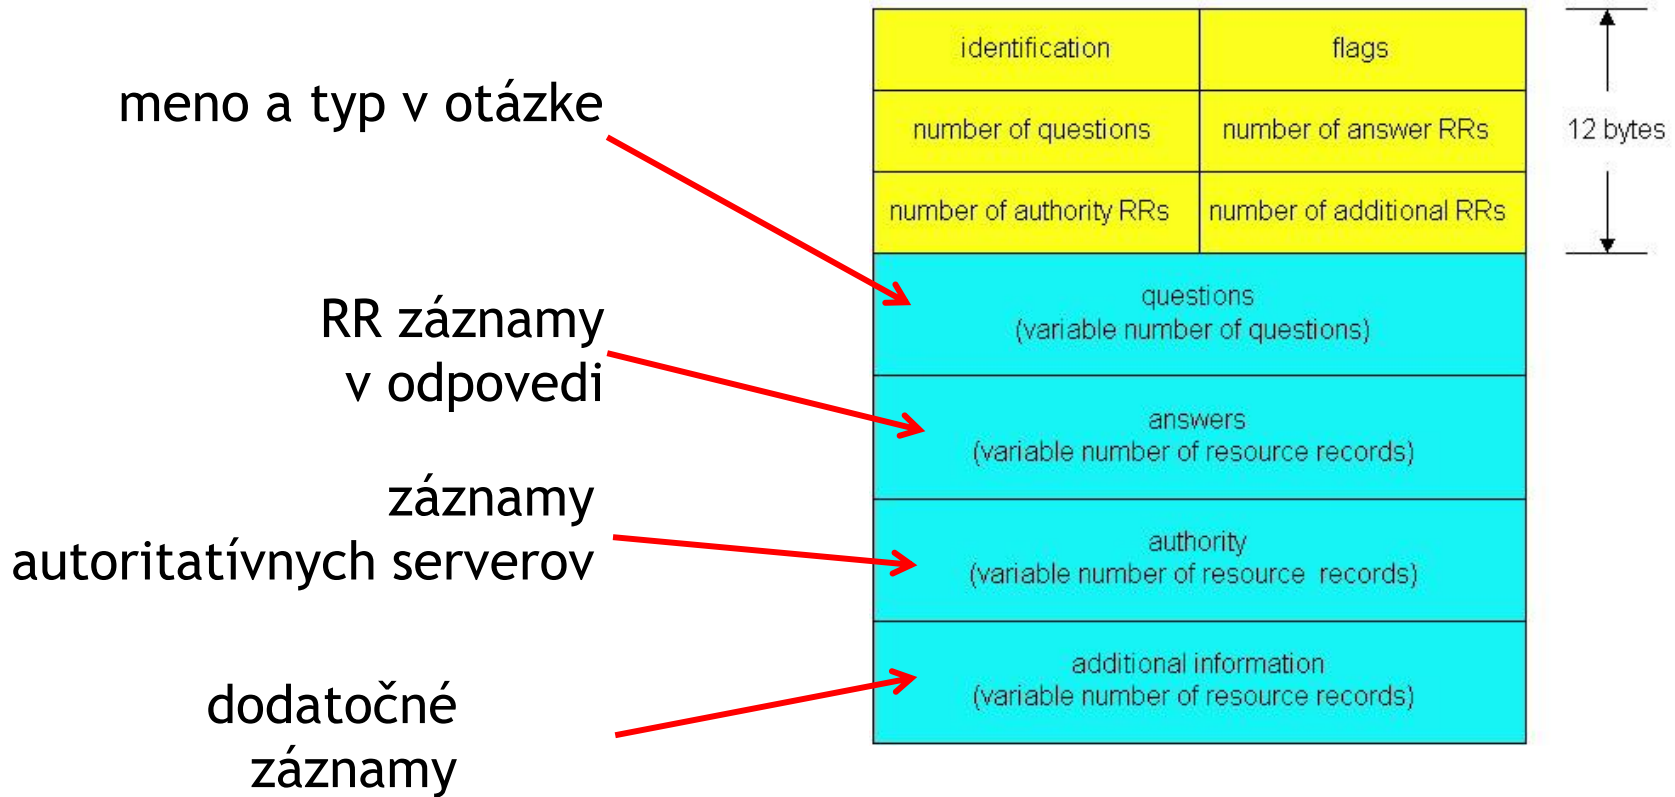 meno a typ v otázke
RR záznamy
v odpovedi
záznamy
autoritatívnych serverov
dodatočné
záznamy
identification
flags
number of questions
number of answer RRs
number of authority RRs
number of additional RRs
12 bytes
questions
(variable number of questions)
answers
(variable number of resource records)
authority
(variable number of resource records)
additional information
(variable number of resource records)